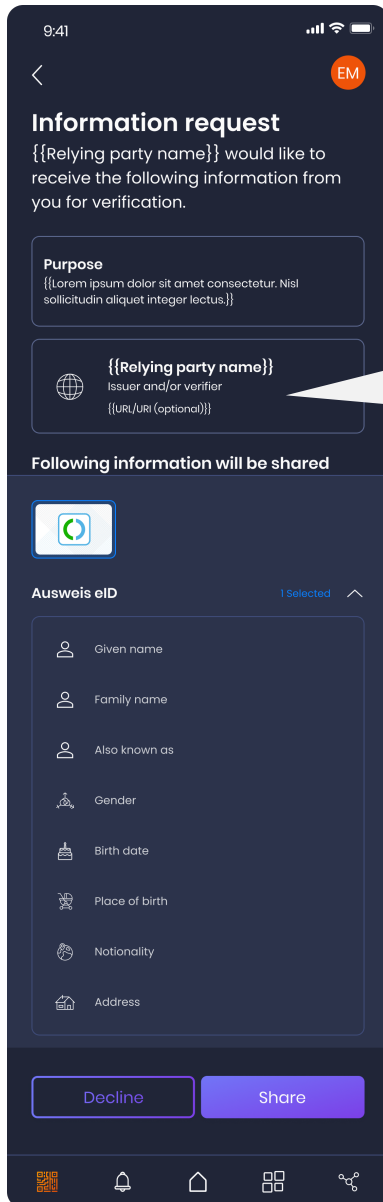 9:41
EM
Information request
{{Relying party name}} would like to
receive the following information from
you for verification.
Purpose
{{Lorem ipsum dolor sit amet consectetur. Nisl
sollicitudin aliquet integer lectus.}}
{{Relying party name}}
Issuer and/or verifier
{{URL/URI (optional)}}
Following information will be shared
Ausweis eID
1 Selected
Given name
Family name
Also known as
Gender
Birth date
Place of birth
Notionality
Address
Decline
Share